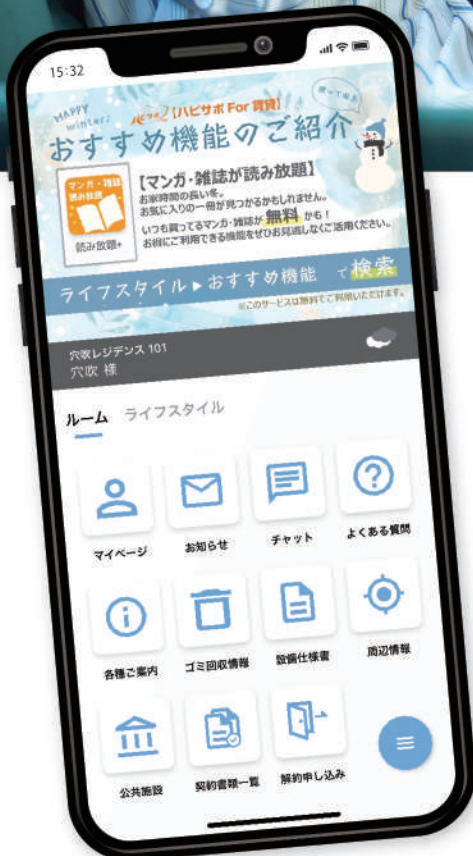 15:32
HAPPY
winter♪
ハピサポ【ハピサポ For 賃貸】
使って得する
おすすめ機能のご紹介
マンガ・雑誌
読み放題
読み放題+
【マンガ・雑誌が読み放題】
お家時間の長い冬。
お気に入りの一冊が見つかるかもしれません。
いつも買ってるマンガ・雑誌が 無料 かも！
お得にご利用できる機能をぜひお見逃しなくご活用ください。
ライフスタイル▶おすすめ機能 で検索
※このサービスは無料でご利用いただけます。
穴吹レジデンス 101
穴吹 様
ルーム ライフスタイル
マイページ お知らせ チャット よくある質問
各種ご案内 ゴミ回収情報 設備仕様書 周辺情報
公共施設 契約書類一覧 解約申し込み